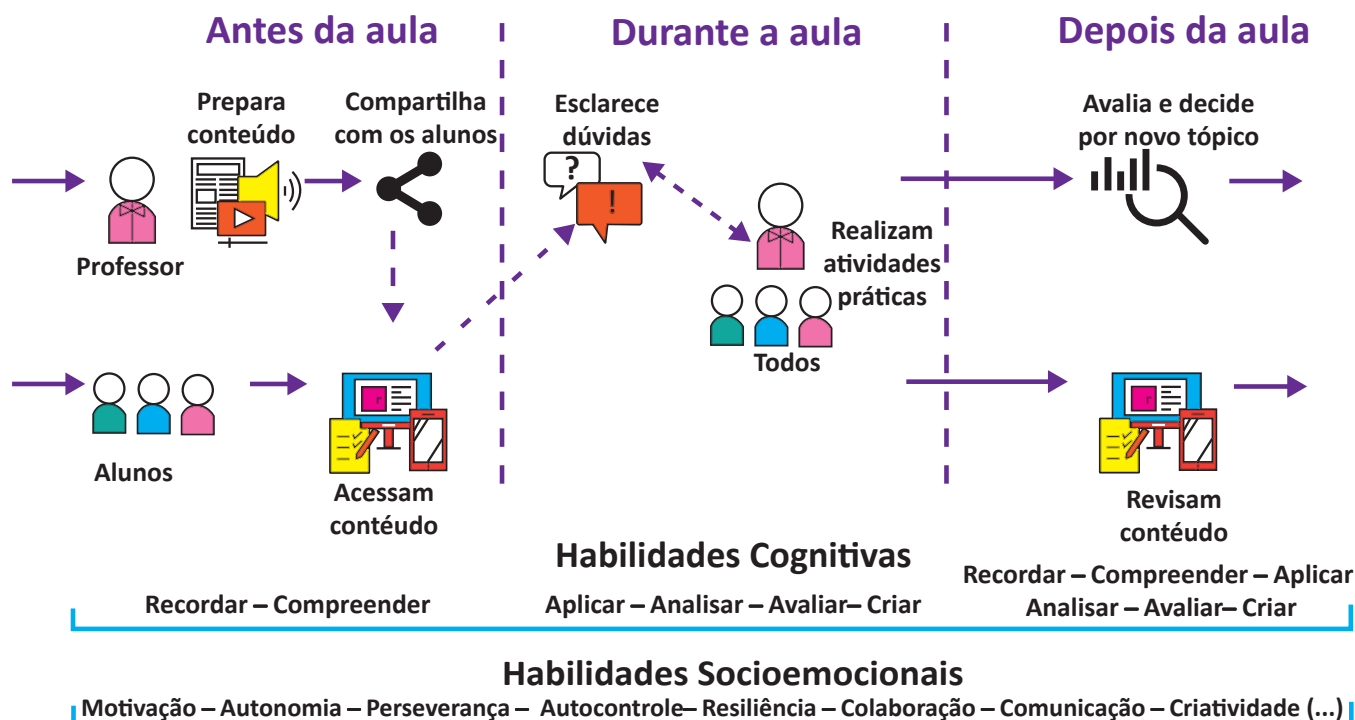 Antes da aula
Durante a aula
Depois da aula
Prepara
conteúdo
Compartilha
com os alunos
Esclarece
dúvidas
Avalia e decide
por novo tópico
?
!
Professor
Realizam
atividades
práticas
Todos
r
r
Alunos
Acessam
contéudo
Revisam
contéudo
Habilidades Cognitivas
Recordar – Compreender
Aplicar – Analisar – Avaliar– Criar
Recordar – Compreender – Aplicar
Analisar – Avaliar– Criar
Habilidades Socioemocionais
Motivação – Autonomia – Perseverança – Autocontrole– Resiliência – Colaboração – Comunicação – Criatividade (...)